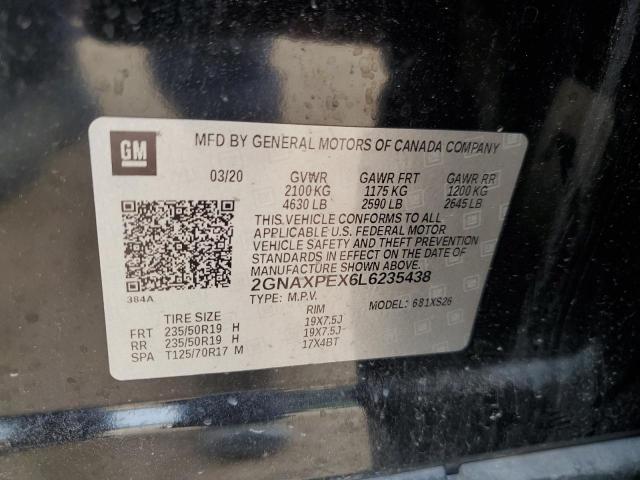 GM
MFD BY GENERAL MOTORS OF CANADA COMPANY
03/20 GVWR GAWR FRT GAWR RR
2100 KG 1175 KG 1200 KG
4630 LB 2590 LB 2645 LB
THIS VEHICLE CONFORMS TO ALL
APPLICABLE U.S. FEDERAL MOTOR
VEHICLE SAFETY AND THEFT PREVENTION
STANDARDS IN EFFECT ON THE DATE OF
MANUFACTURE SHOWN ABOVE.
2GNAXPEX6L6235438
384A
TYPE: M.P.V. MODEL: 681XS26
TIRE SIZE RIM
FRT 235/50R19 H 19X7.5J
RR 235/50R19 H 19X7.5J
SPA T125/70R17 M 17X4BT